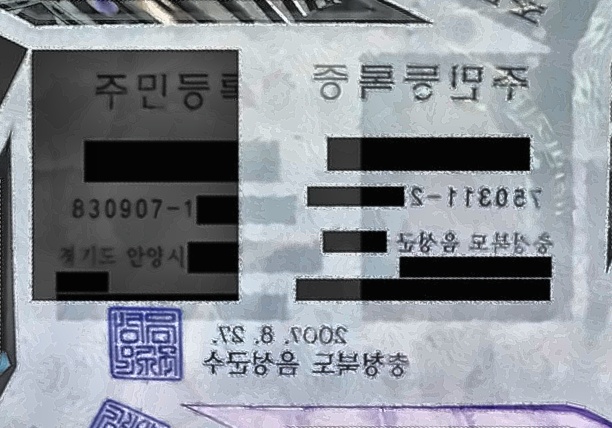 주민등록
830907-1
경기도 안양시
주민등록증
750311-2
충청북도 음성군
2007. 8. 27.
충청북도 음성군수